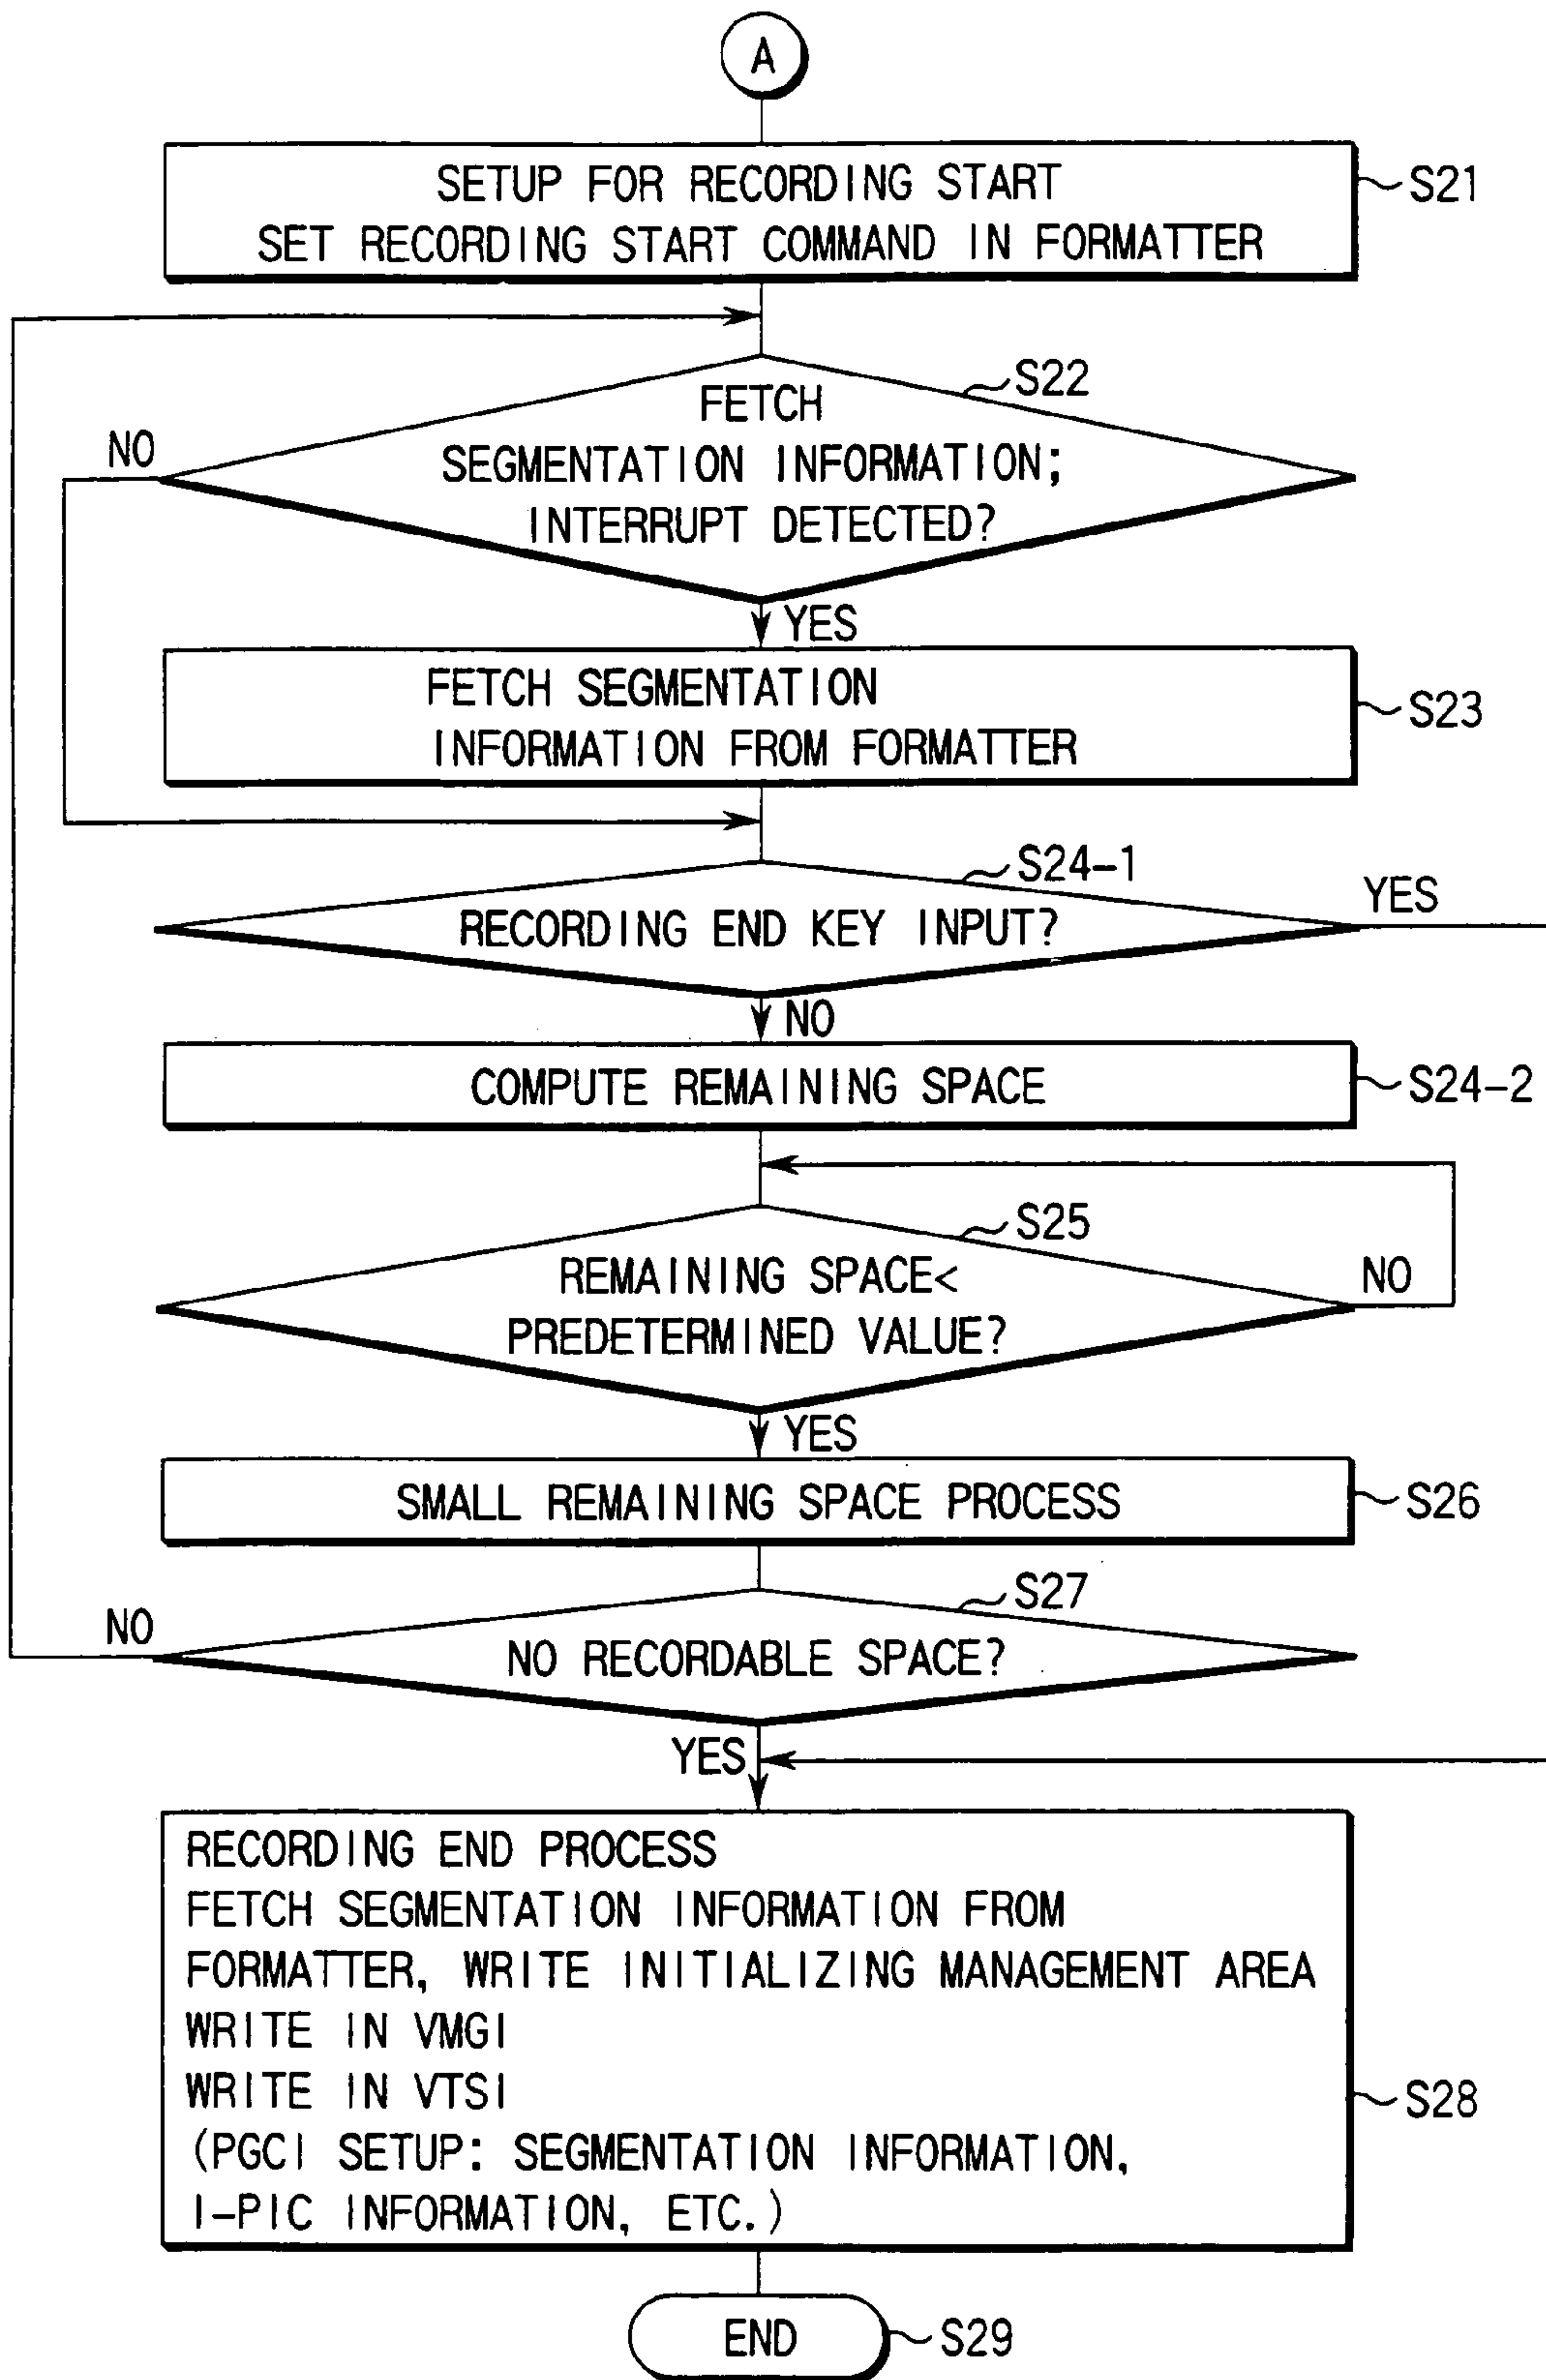 A
SETUP FOR RECORDING START
SET RECORDING START COMMAND IN FORMATTER
S21
S22
FETCH
SEGMENTATION INFORMATION;
INTERRUPT DETECTED?
NO
YES
FETCH SEGMENTATION
INFORMATION FROM FORMATTER
S23
S24-1
RECORDING END KEY INPUT?
YES
NO
COMPUTE REMAINING SPACE
S24-2
S25
REMAINING SPACE<
PREDETERMINED VALUE?
NO
YES
SMALL REMAINING SPACE PROCESS
S26
S27
NO RECORDABLE SPACE?
NO
YES
RECORDING END PROCESS
FETCH SEGMENTATION INFORMATION FROM
FORMATTER, WRITE INITIALIZING MANAGEMENT AREA
WRITE IN VMGI
WRITE IN VTSI
(PGCI SETUP: SEGMENTATION INFORMATION,
I-PIC INFORMATION, ETC.)
S28
END
S29